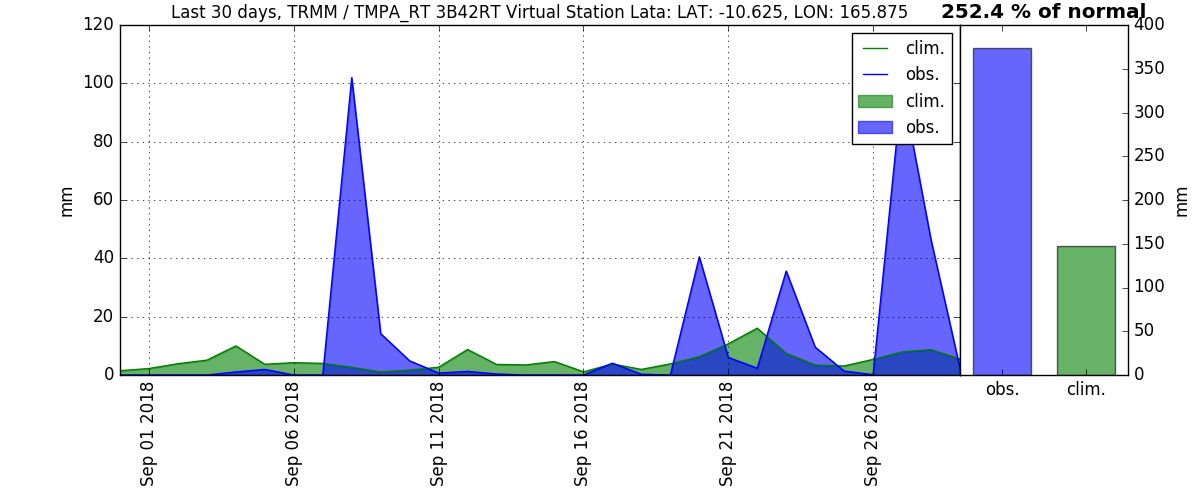 Last 30 days, TRMM / TMPA_RT 3B42RT Virtual Station Lata: LAT: -10.625, LON: 165.875
252.4 % of normal
120
100
80
60
40
20
0
mm
clim.
obs.
clim.
obs.
400
350
300
250
200
150
100
50
0
mm
Sep 01 2018
Sep 06 2018
Sep 11 2018
Sep 16 2018
Sep 21 2018
Sep 26 2018
obs.
clim.